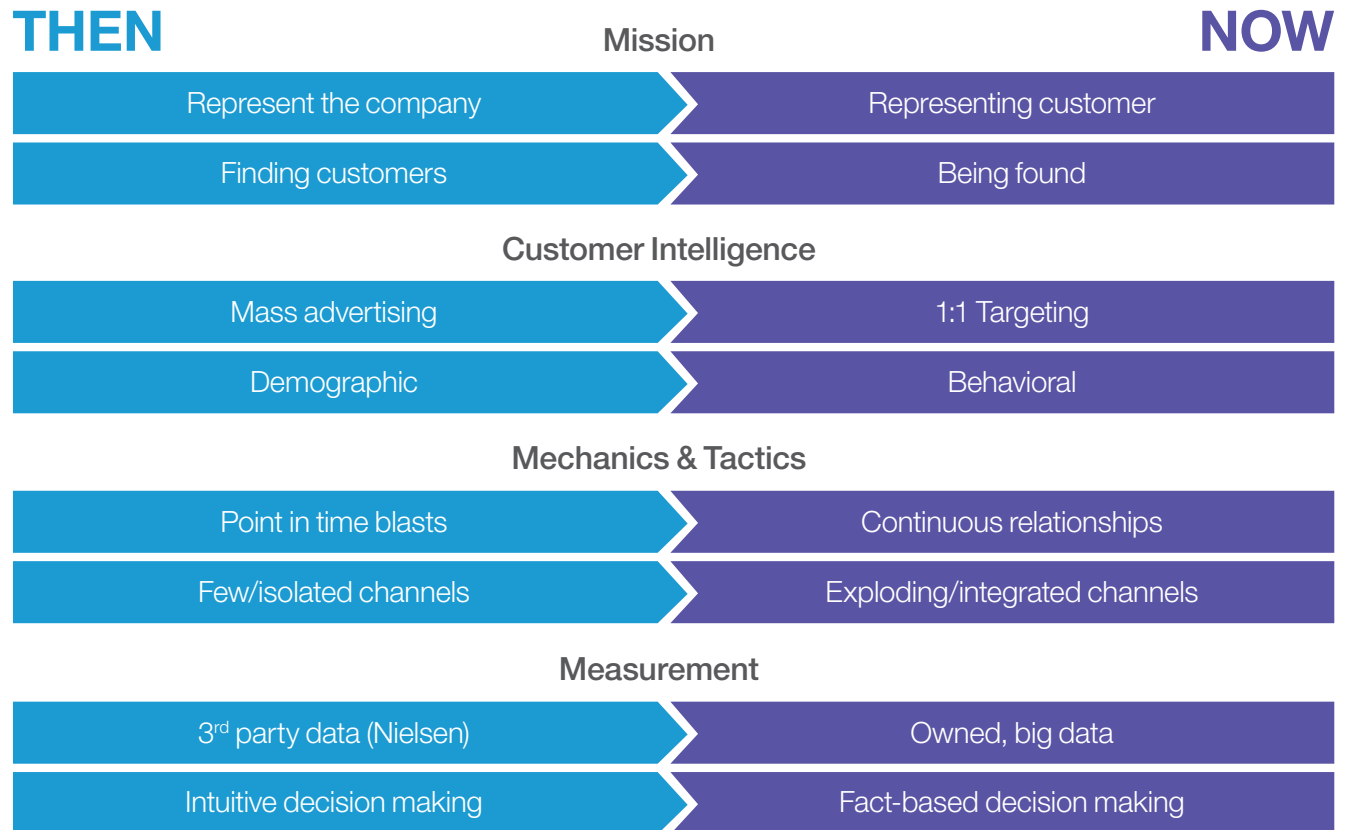 THEN
NOW
Mission
Represent the company
Representing customer
Finding customers
Being found
Customer Intelligence
Mass advertising
1:1 Targeting
Demographic
Behavioral
Mechanics & Tactics
Point in time blasts
Continuous relationships
Few/isolated channels
Exploding/integrated channels
Measurement
3rd party data (Nielsen)
Owned, big data
Intuitive decision making
Fact-based decision making